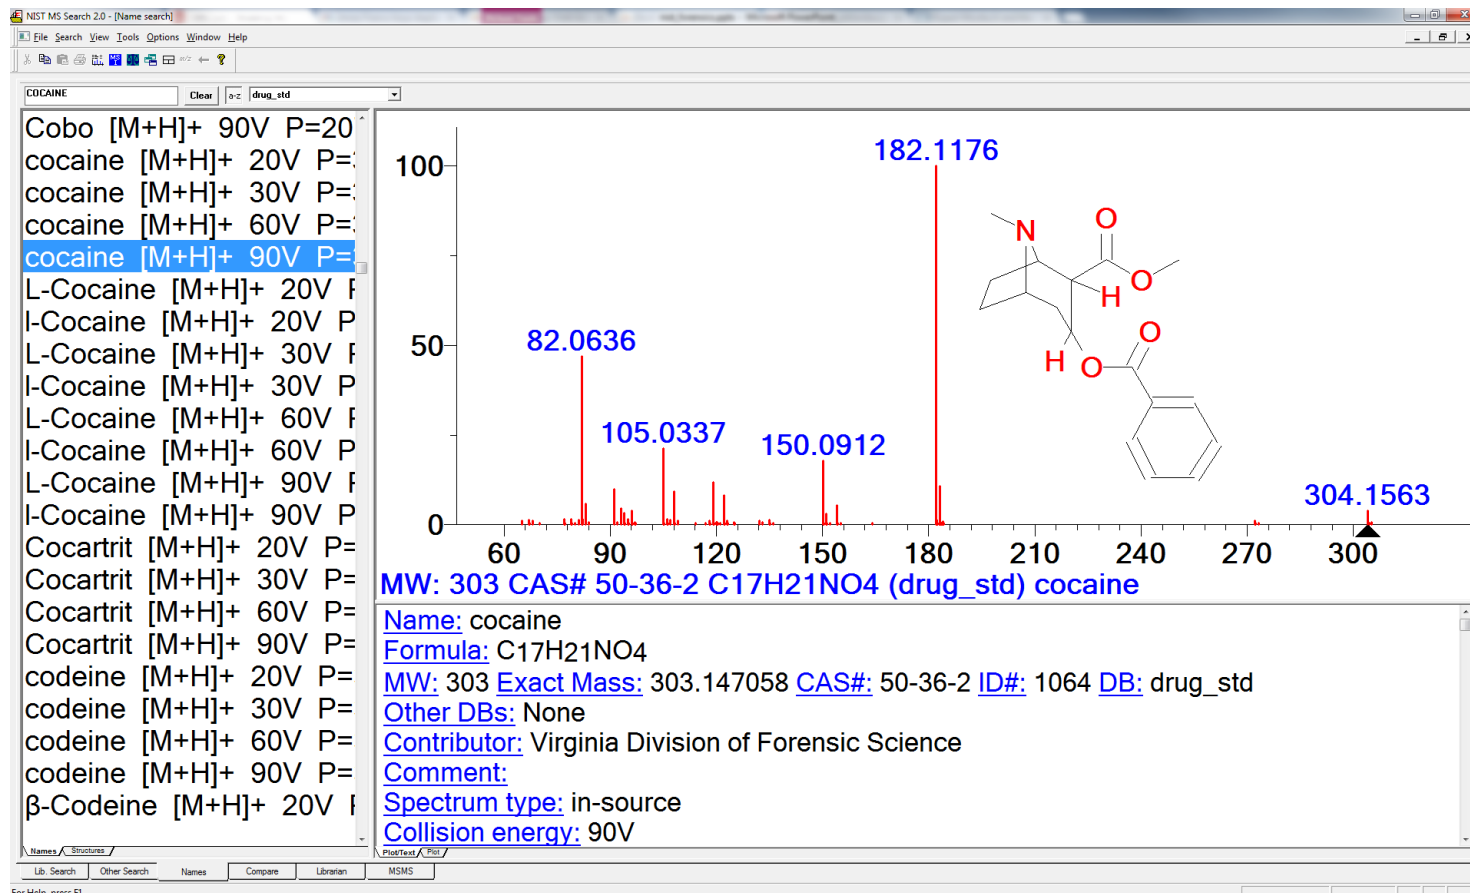 NIST MS Search 2.0 - [Name search]
File Search View Tools Options Window Help
COCAINE Clear a-z drug_std
Cobo [M+H]+ 90V P=20
cocaine [M+H]+ 20V P=
cocaine [M+H]+ 30V P=
cocaine [M+H]+ 60V P=
cocaine [M+H]+ 90V P=
L-Cocaine [M+H]+ 20V
l-Cocaine [M+H]+ 20V P
L-Cocaine [M+H]+ 30V
l-Cocaine [M+H]+ 30V P
L-Cocaine [M+H]+ 60V
l-Cocaine [M+H]+ 60V P
L-Cocaine [M+H]+ 90V
l-Cocaine [M+H]+ 90V P
Cocartrit [M+H]+ 20V P=
Cocartrit [M+H]+ 30V P=
Cocartrit [M+H]+ 60V P=
Cocartrit [M+H]+ 90V P=
codeine [M+H]+ 20V P=
codeine [M+H]+ 30V P=
codeine [M+H]+ 60V P=
codeine [M+H]+ 90V P=
β-Codeine [M+H]+ 20V
Names Structures
182.1176
100
N O
O
H
82.0636
50
O
H O
105.0337
150.0912
304.1563
0
60 90 120 150 180 210 240 270 300
MW: 303 CAS# 50-36-2 C17H21NO4 (drug_std) cocaine
Name: cocaine
Formula: C17H21NO4
MW: 303 Exact Mass: 303.147058 CAS#: 50-36-2 ID#: 1064 DB: drug_std
Other DBs: None
Contributor: Virginia Division of Forensic Science
Comment:
Spectrum type: in-source
Collision energy: 90V
Plot/Text Plot
Lib. Search Other Search Names Compare Librarian MSMS
For Help, press F1